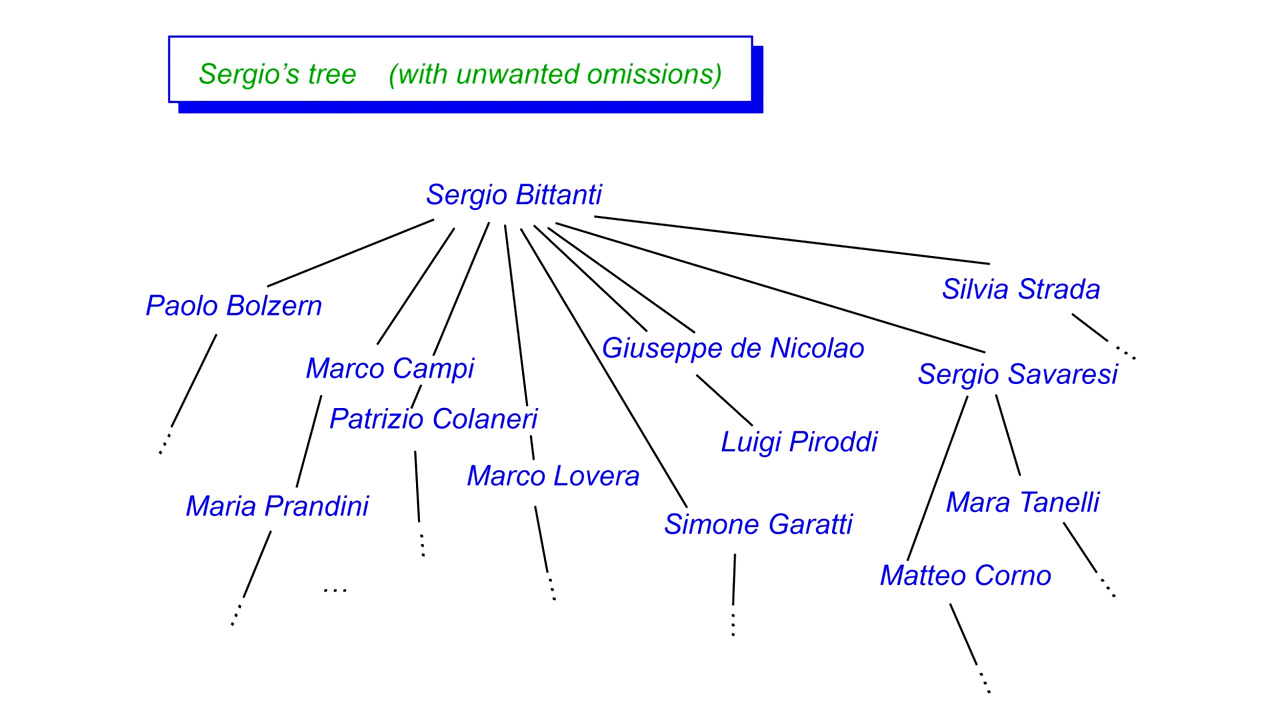 Sergio’s tree (with unwanted omissions)
Sergio Bittanti
Silvia Strada
Paolo Bolzern
Giuseppe de Nicolao
Marco Campi
Sergio Savaresi
Patrizio Colaneri
Luigi Piroddi
Marco Lovera
Mara Tanelli
Maria Prandini
Simone Garatti
Matteo Corno
...